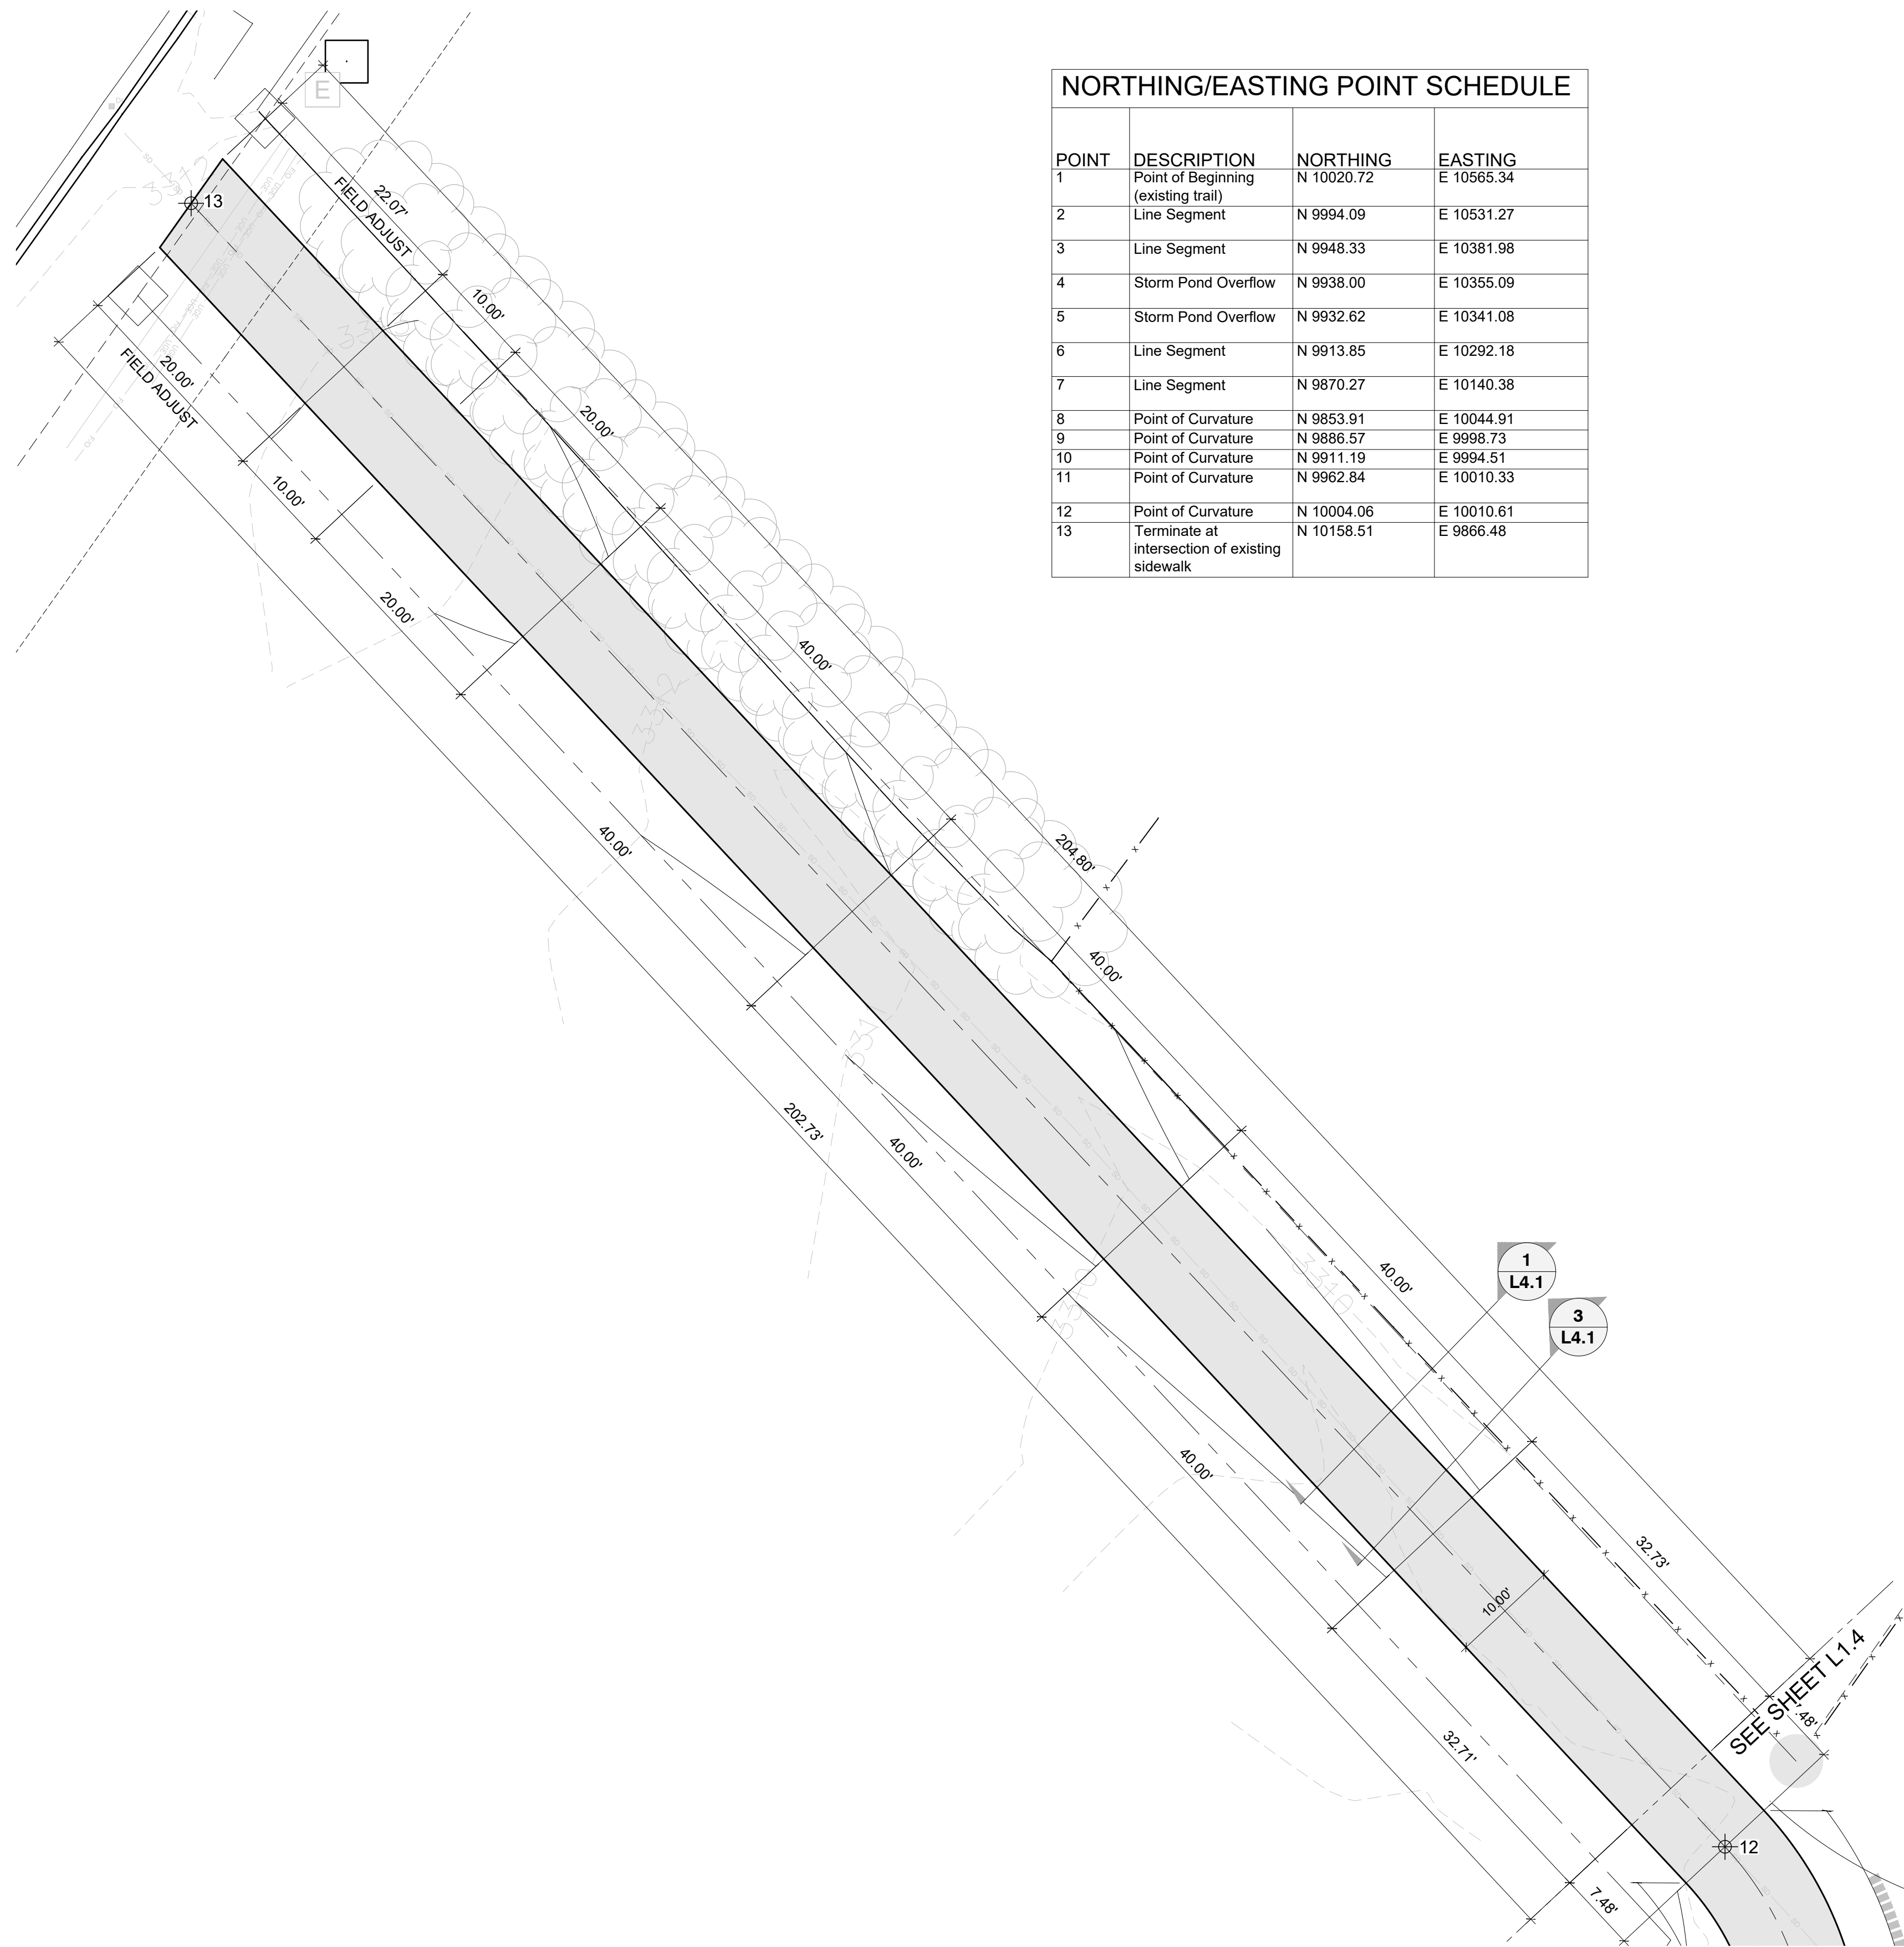 NORTHING/EASTING POINT SCHEDULE
POINT DESCRIPTION NORTHING EASTING
1 Point of Beginning N 10020.72 E 10565.34
(existing trail)
2 Line Segment N 9994.09 E 10531.27
3 Line Segment N 9948.33 E 10381.98
4 Storm Pond Overflow N 9938.00 E 10355.09
5 Storm Pond Overflow N 9932.62 E 10341.08
6 Line Segment N 9913.85 E 10292.18
7 Line Segment N 9870.27 E 10140.38
8 Point of Curvature N 9853.91 E 10044.91
9 Point of Curvature N 9886.57 E 9998.73
10 Point of Curvature N 9911.19 E 9994.51
11 Point of Curvature N 9962.84 E 10010.33
12 Point of Curvature N 10004.06 E 10010.61
13 Terminate at N 10158.51 E 9866.48
intersection of existing
sidewalk
E
13
22.07'
FIELD ADJUST
10.00'
20.00'
FIELD ADJUST
20.00'
10.00'
20.00'
40.00'
40.00'
204.80'
40.00'
3312
3311
3310
202.73'
40.00'
40.00'
3310
1
L4.1
3
L4.1
40.00'
10.00'
32.73'
SEE SHEET L1.4
.48'
32.71'
12
7.48'